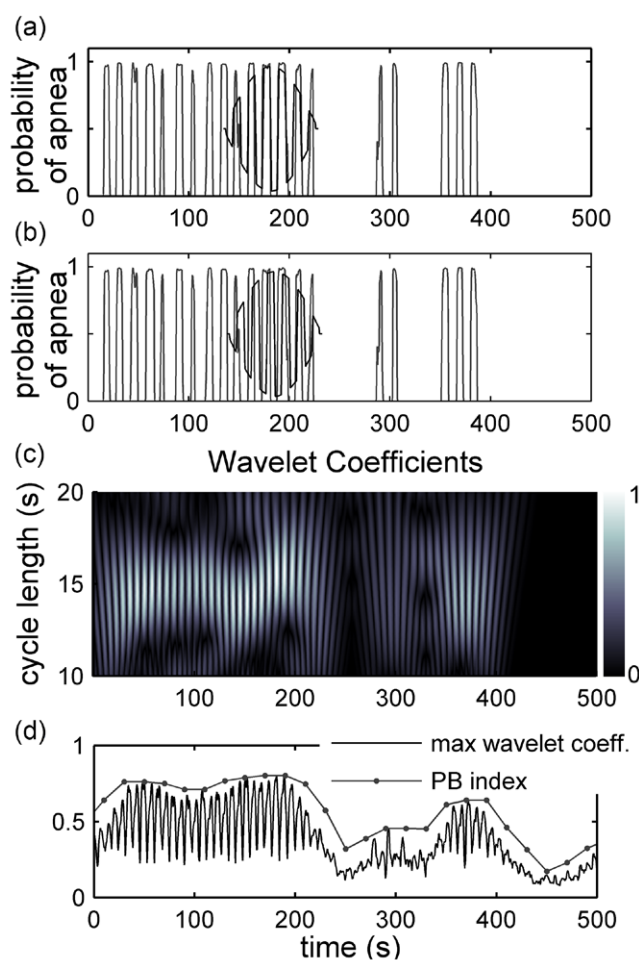 (a)
probability
of apnea
1
0
0 100 200 300 400 500
(b)
probability
of apnea
1
0
0 100 200 300 400 500
(c)
Wavelet Coefficients
cycle length (s)
20
15
10
100 200 300 400 500
1
0
(d)
1
0.5
0
max wavelet coeff.
PB index
0 100 200 300 400 500
time (s)